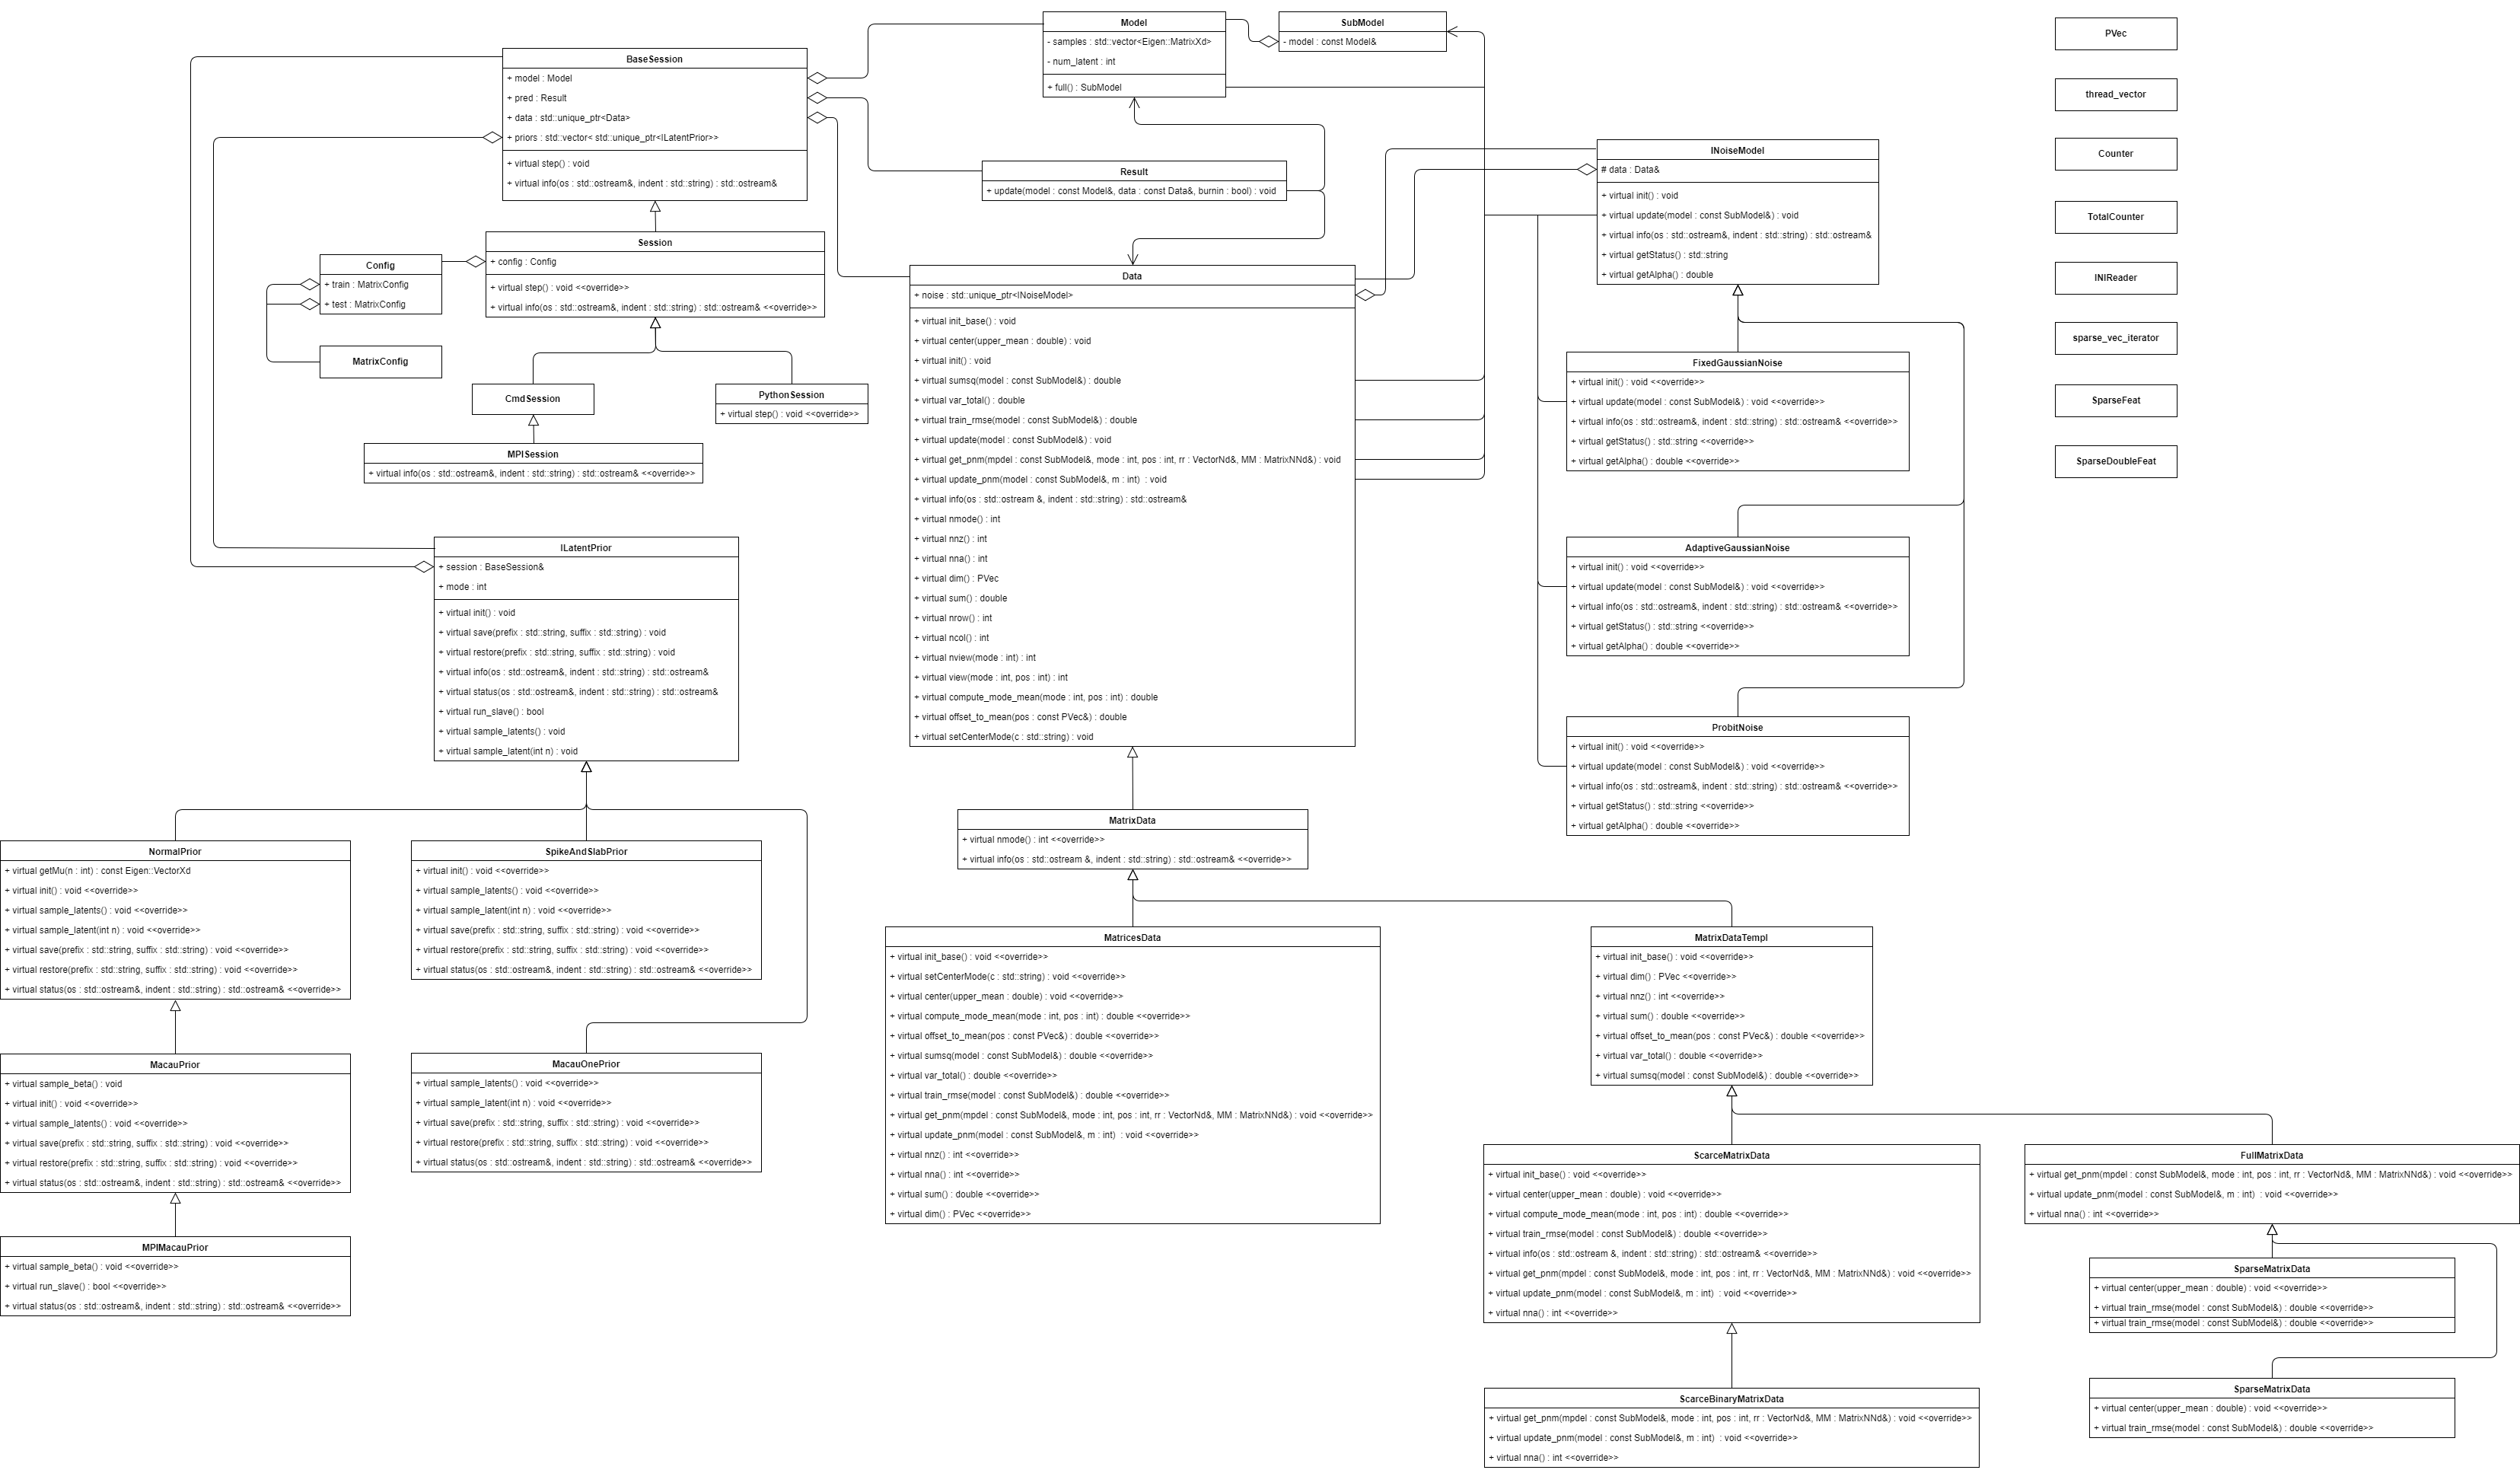 Model
- samples : std::vector<Eigen::MatrixXd>
- num_latent : int
+ full() : SubModel
SubModel
- model : const Model&
BaseSession
+ model : Model
+ pred : Result
+ data : std::unique_ptr<Data>
+ priors : std::vector< std::unique_ptr<ILatentPrior>>
+ virtual step() : void
+ virtual info(os : std::ostream&, indent : std::string) : std::ostream&
Result
+ update(model : const Model&, data : const Data&, burnin : bool) : void
INoiseModel
# data : Data&
+ virtual init() : void
+ virtual update(model : const SubModel&) : void
+ virtual info(os : std::ostream&, indent : std::string) : std::ostream&
+ virtual getStatus() : std::string
+ virtual getAlpha() : double
PVec
thread_vector
Counter
TotalCounter
INIReader
sparse_vec_iterator
SparseFeat
SparseDoubleFeat
Session
+ config : Config
+ virtual step() : void <<override>>
+ virtual info(os : std::ostream&, indent : std::string) : std::ostream& <<override>>
Config
+ train : MatrixConfig
+ test : MatrixConfig
MatrixConfig
CmdSession
PythonSession
+ virtual step() : void <<override>>
MPISession
+ virtual info(os : std::ostream&, indent : std::string) : std::ostream& <<override>>
Data
+ noise : std::unique_ptr<INoiseModel>
+ virtual init_base() : void
+ virtual center(upper_mean : double) : void
+ virtual init() : void
+ virtual sumsq(model : const SubModel&) : double
+ virtual var_total() : double
+ virtual train_rmse(model : const SubModel&) : double
+ virtual update(model : const SubModel&) : void
+ virtual get_pnm(mpdel : const SubModel&, mode : int, pos : int, rr : VectorNd&, MM : MatrixNNd&) : void
+ virtual update_pnm(model : const SubModel&, m : int)  : void
+ virtual info(os : std::ostream &, indent : std::string) : std::ostream&
+ virtual nmode() : int
+ virtual nnz() : int
+ virtual nna() : int
+ virtual dim() : PVec
+ virtual sum() : double
+ virtual nrow() : int
+ virtual ncol() : int
+ virtual nview(mode : int) : int
+ virtual view(mode : int, pos : int) : int
+ virtual compute_mode_mean(mode : int, pos : int) : double
+ virtual offset_to_mean(pos : const PVec&) : double
+ virtual setCenterMode(c : std::string) : void
FixedGaussianNoise
+ virtual init() : void <<override>>
+ virtual update(model : const SubModel&) : void <<override>>
+ virtual info(os : std::ostream&, indent : std::string) : std::ostream& <<override>>
+ virtual getStatus() : std::string <<override>>
+ virtual getAlpha() : double <<override>>
AdaptiveGaussianNoise
+ virtual init() : void <<override>>
+ virtual update(model : const SubModel&) : void <<override>>
+ virtual info(os : std::ostream&, indent : std::string) : std::ostream& <<override>>
+ virtual getStatus() : std::string <<override>>
+ virtual getAlpha() : double <<override>>
ProbitNoise
+ virtual init() : void <<override>>
+ virtual update(model : const SubModel&) : void <<override>>
+ virtual info(os : std::ostream&, indent : std::string) : std::ostream& <<override>>
+ virtual getStatus() : std::string <<override>>
+ virtual getAlpha() : double <<override>>
ILatentPrior
+ session : BaseSession&
+ mode : int
+ virtual init() : void
+ virtual save(prefix : std::string, suffix : std::string) : void
+ virtual restore(prefix : std::string, suffix : std::string) : void
+ virtual info(os : std::ostream&, indent : std::string) : std::ostream&
+ virtual status(os : std::ostream&, indent : std::string) : std::ostream&
+ virtual run_slave() : bool
+ virtual sample_latents() : void
+ virtual sample_latent(int n) : void
NormalPrior
+ virtual getMu(n : int) : const Eigen::VectorXd
+ virtual init() : void <<override>>
+ virtual sample_latents() : void <<override>>
+ virtual sample_latent(int n) : void <<override>>
+ virtual save(prefix : std::string, suffix : std::string) : void <<override>>
+ virtual restore(prefix : std::string, suffix : std::string) : void <<override>>
+ virtual status(os : std::ostream&, indent : std::string) : std::ostream& <<override>>
SpikeAndSlabPrior
+ virtual init() : void <<override>>
+ virtual sample_latents() : void <<override>>
+ virtual sample_latent(int n) : void <<override>>
+ virtual save(prefix : std::string, suffix : std::string) : void <<override>>
+ virtual restore(prefix : std::string, suffix : std::string) : void <<override>>
+ virtual status(os : std::ostream&, indent : std::string) : std::ostream& <<override>>
MacauPrior
+ virtual sample_beta() : void
+ virtual init() : void <<override>>
+ virtual sample_latents() : void <<override>>
+ virtual save(prefix : std::string, suffix : std::string) : void <<override>>
+ virtual restore(prefix : std::string, suffix : std::string) : void <<override>>
+ virtual status(os : std::ostream&, indent : std::string) : std::ostream& <<override>>
MacauOnePrior
+ virtual sample_latents() : void <<override>>
+ virtual sample_latent(int n) : void <<override>>
+ virtual save(prefix : std::string, suffix : std::string) : void <<override>>
+ virtual restore(prefix : std::string, suffix : std::string) : void <<override>>
+ virtual status(os : std::ostream&, indent : std::string) : std::ostream& <<override>>
MPIMacauPrior
+ virtual sample_beta() : void <<override>>
+ virtual run_slave() : bool <<override>>
+ virtual status(os : std::ostream&, indent : std::string) : std::ostream& <<override>>
MatrixData
+ virtual nmode() : int <<override>>
+ virtual info(os : std::ostream &, indent : std::string) : std::ostream& <<override>>
MatricesData
+ virtual init_base() : void <<override>>
+ virtual setCenterMode(c : std::string) : void <<override>>
+ virtual center(upper_mean : double) : void <<override>>
+ virtual compute_mode_mean(mode : int, pos : int) : double <<override>>
+ virtual offset_to_mean(pos : const PVec&) : double <<override>>
+ virtual sumsq(model : const SubModel&) : double <<override>>
+ virtual var_total() : double <<override>>
+ virtual train_rmse(model : const SubModel&) : double <<override>>
+ virtual get_pnm(mpdel : const SubModel&, mode : int, pos : int, rr : VectorNd&, MM : MatrixNNd&) : void <<override>>
+ virtual update_pnm(model : const SubModel&, m : int)  : void <<override>>
+ virtual nnz() : int <<override>>
+ virtual nna() : int <<override>>
+ virtual sum() : double <<override>>
+ virtual dim() : PVec <<override>>
MatrixDataTempl
+ virtual init_base() : void <<override>>
+ virtual dim() : PVec <<override>>
+ virtual nnz() : int <<override>>
+ virtual sum() : double <<override>>
+ virtual offset_to_mean(pos : const PVec&) : double <<override>>
+ virtual var_total() : double <<override>>
+ virtual sumsq(model : const SubModel&) : double <<override>>
ScarceMatrixData
+ virtual init_base() : void <<override>>
+ virtual center(upper_mean : double) : void <<override>>
+ virtual compute_mode_mean(mode : int, pos : int) : double <<override>>
+ virtual train_rmse(model : const SubModel&) : double <<override>>
+ virtual info(os : std::ostream &, indent : std::string) : std::ostream& <<override>>
+ virtual get_pnm(mpdel : const SubModel&, mode : int, pos : int, rr : VectorNd&, MM : MatrixNNd&) : void <<override>>
+ virtual update_pnm(model : const SubModel&, m : int)  : void <<override>>
+ virtual nna() : int <<override>>
FullMatrixData
+ virtual get_pnm(mpdel : const SubModel&, mode : int, pos : int, rr : VectorNd&, MM : MatrixNNd&) : void <<override>>
+ virtual update_pnm(model : const SubModel&, m : int)  : void <<override>>
+ virtual nna() : int <<override>>
SparseMatrixData
+ virtual center(upper_mean : double) : void <<override>>
+ virtual train_rmse(model : const SubModel&) : double <<override>>
+ virtual train_rmse(model : const SubModel&) : double <<override>>
SparseMatrixData
+ virtual center(upper_mean : double) : void <<override>>
+ virtual train_rmse(model : const SubModel&) : double <<override>>
ScarceBinaryMatrixData
+ virtual get_pnm(mpdel : const SubModel&, mode : int, pos : int, rr : VectorNd&, MM : MatrixNNd&) : void <<override>>
+ virtual update_pnm(model : const SubModel&, m : int)  : void <<override>>
+ virtual nna() : int <<override>>